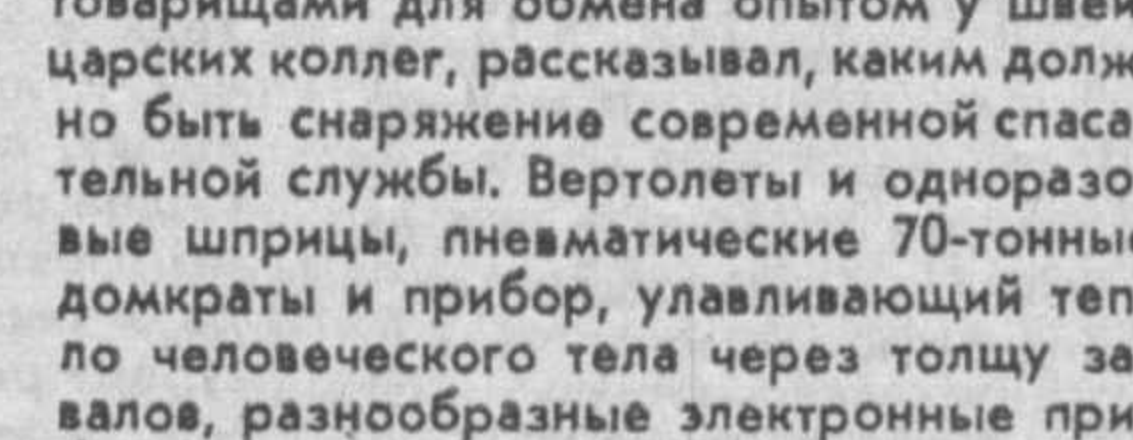 товарищами для обмена опытом у швей
царских коллег, рассказывал, каким долж
но быть снаряжение современной спаса
тельной службы. Вертолеты и одноразо
вые шприцы, пневматические 70-тонные
домкраты и прибор, улавливающий теп
ло человеческого тела через толщу за
валов, разнообразные электронные при